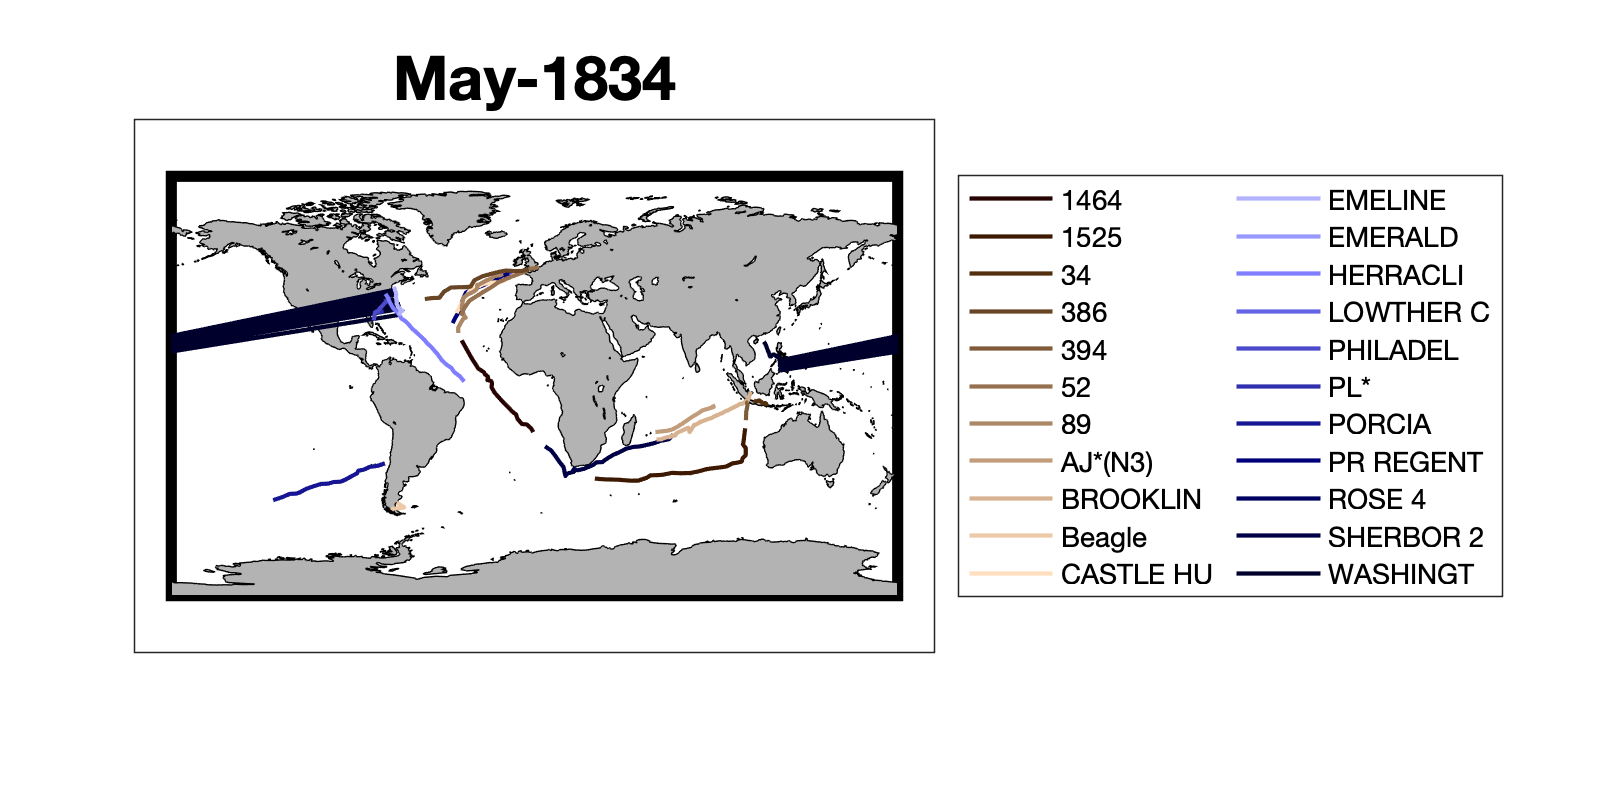 May-1834
1464
1525
34
386
394
52
89
AJ*(N3)
BROOKLIN
Beagle
CASTLE HU
EMELINE
EMERALD
HERRACLI
LOWTHER C
PHILADEL
PL*
PORCIA
PR REGENT
ROSE 4
SHERBOR 2
WASHINGT